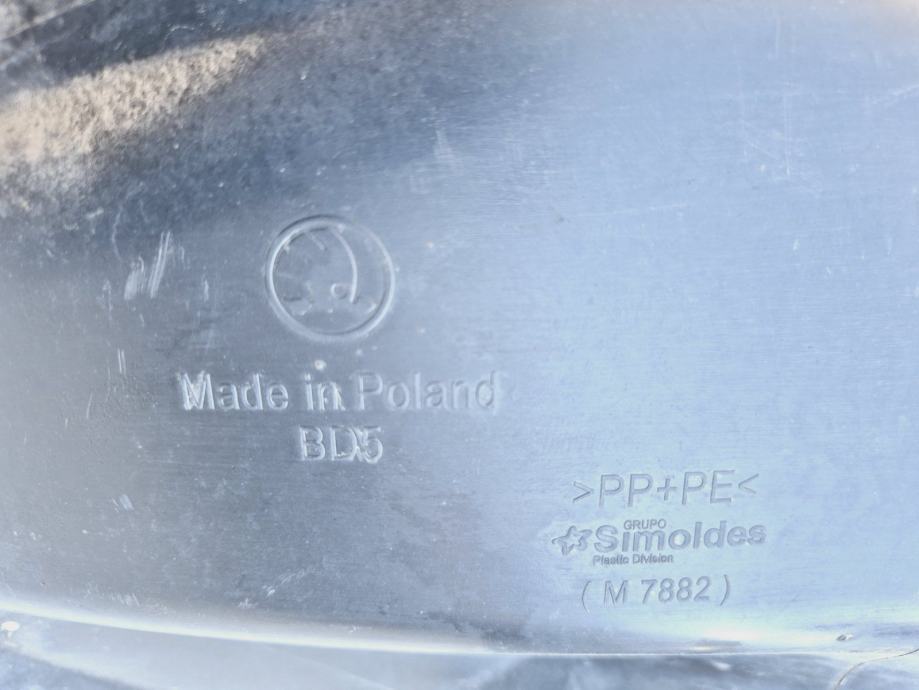 Made in Poland
BD5
>PP+PE<
GRUPO
Simoldes
Plastic Division
( M 7882 )